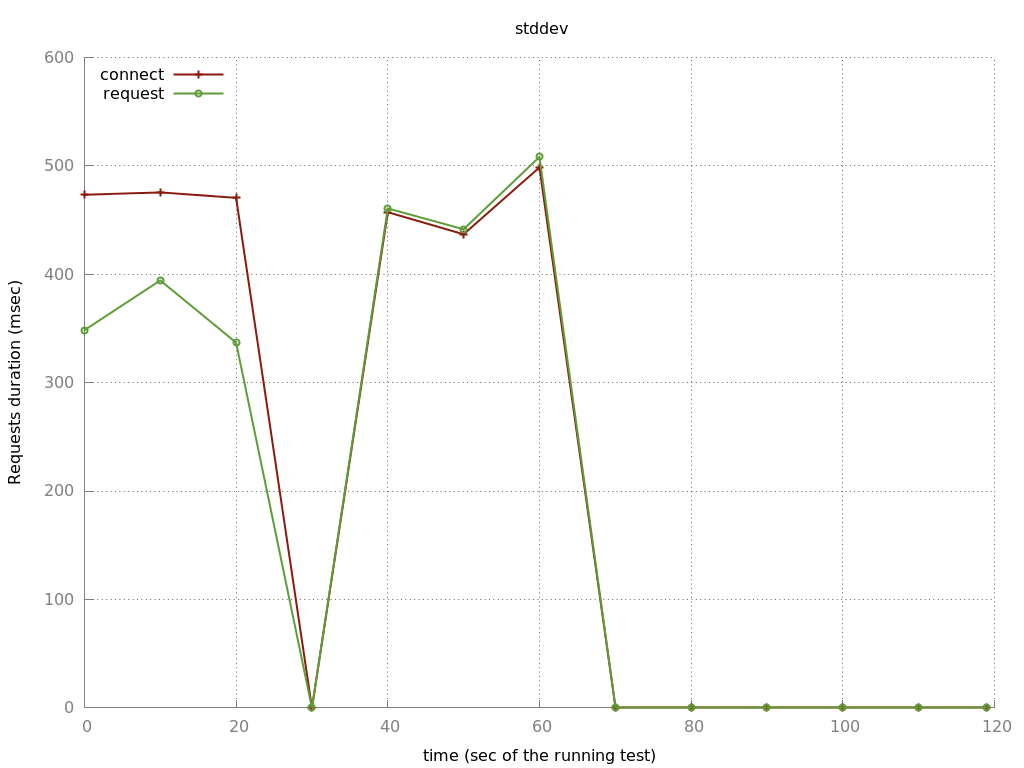 stddev
600
500
400
300
200
100
0
connect
request
Requests duration (msec)
0 20 40 60 80 100 120
time (sec of the running test)